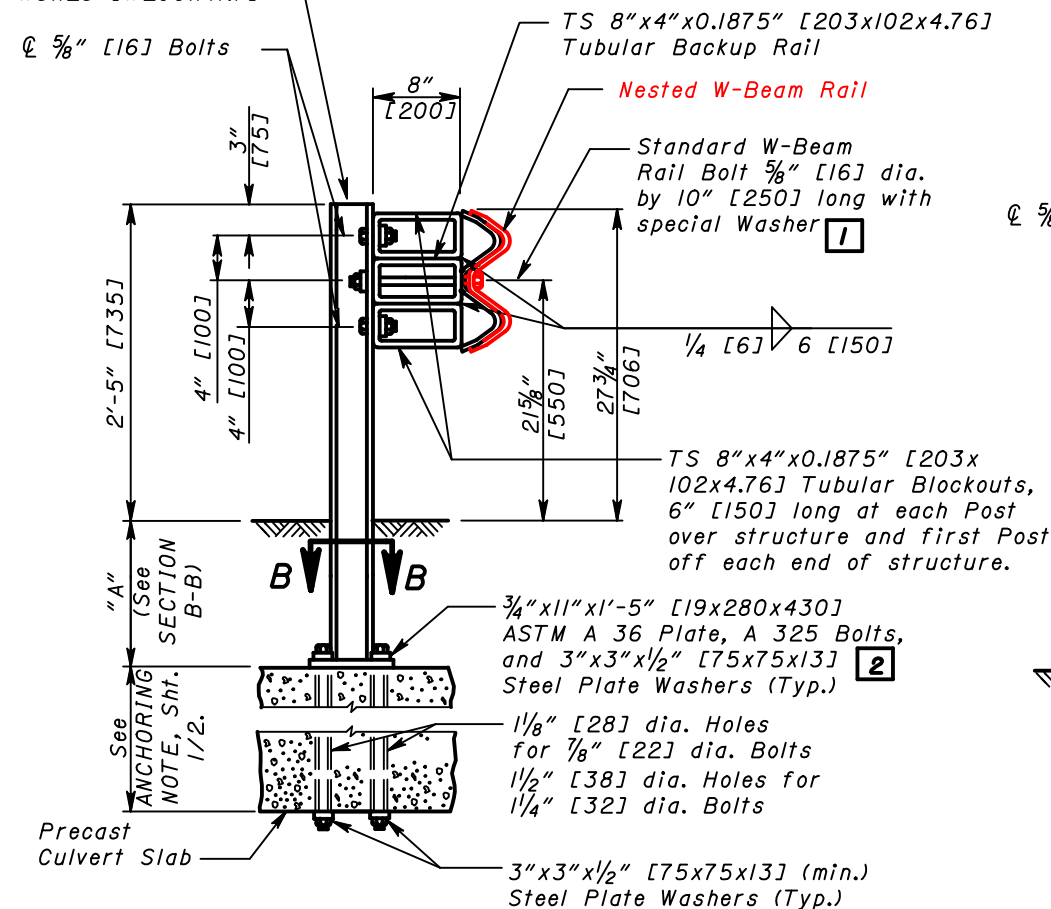 ℄ ⅝" [16] Bolts
TS 8"x4"x0.1875" [203x102x4.76]
Tubular Backup Rail
8"
[200]
Nested W-Beam Rail
3"
[75]
Standard W-Beam
Rail Bolt ⅝" [16] dia.
by 10" [250] long with
special Washer 1
℄ ⅝
2'-5" [735]
4" [100]
4" [100]
¼ [6] 6 [150]
21⅝"
[550]
27¾"
[706]
TS 8"x4"x0.1875" [203x
102x4.76] Tubular Blockouts,
6" [150] long at each Post
over structure and first Post
off each end of structure.
"A"
(See
SECTION
B-B)
B B
¾"x11"x1'-5" [19x280x430]
ASTM A 36 Plate, A 325 Bolts,
and 3"x3"x½" [75x75x13] 2
Steel Plate Washers (Typ.)
See
ANCHORING
NOTE, Sht.
1/2.
1⅛" [28] dia. Holes
for ⅞" [22] dia. Bolts
1½" [38] dia. Holes for
1¼" [32] dia. Bolts
Precast
Culvert Slab
3"x3"x½" [75x75x13] (min.)
Steel Plate Washers (Typ.)